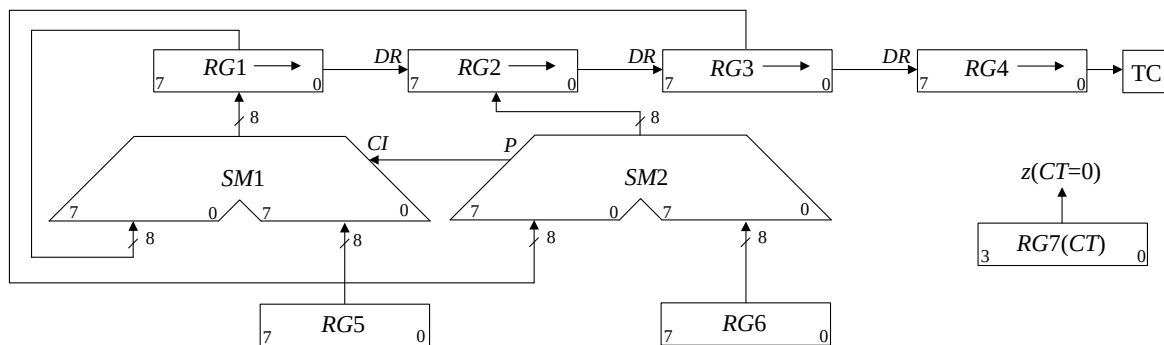 DR DR DR
RG1 RG2 RG3 RG4 TC
7 0 7 0 7 0 7 0
8 8
CI P
SM1 SM2 z(CT=0)
7 0 7 0 7 0 7 0
8 8 8 8
RG7(CT)
3 0
RG5 RG6
7 0 7 0